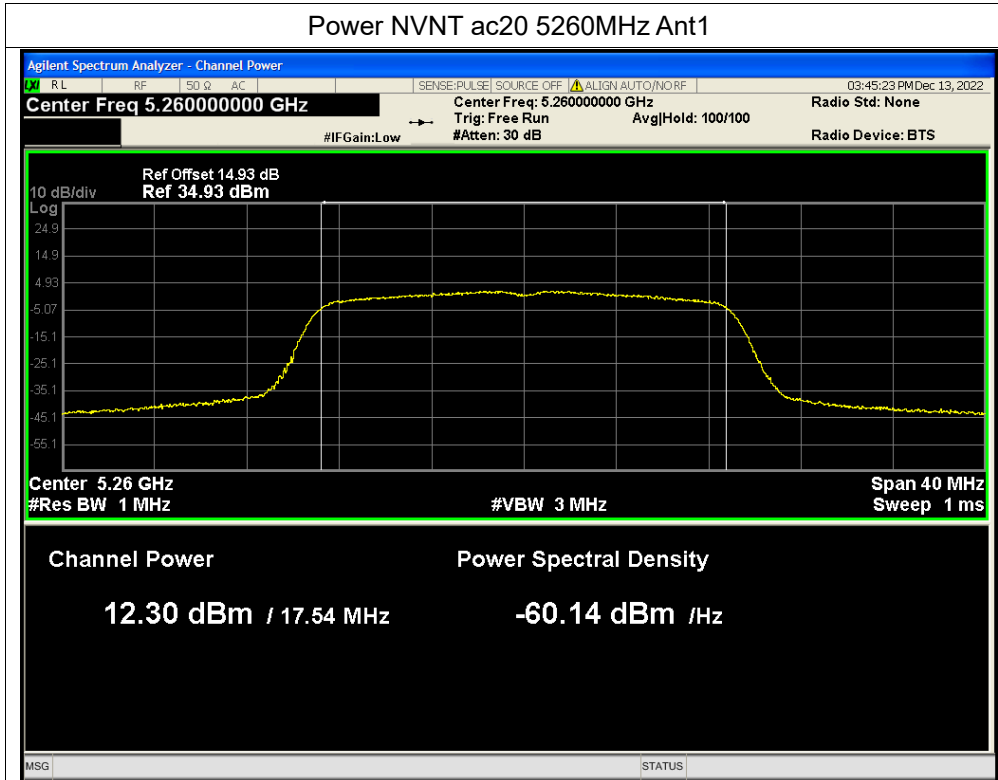 Power NVNT ac20 5260MHz Ant1
Agilent Spectrum Analyzer - Channel Power
LXI RL RF 50 Ω AC SENSE:PULSE SOURCE OFF ALIGN AUTO/NO RF 03:45:23 PM Dec 13, 2022
Center Freq 5.260000000 GHz Center Freq: 5.260000000 GHz Radio Std: None
Trig: Free Run Avg|Hold: 100/100
#IFGain:Low #Atten: 30 dB Radio Device: BTS
Ref Offset 14.93 dB
10 dB/div Ref 34.93 dBm
Log
24.9
14.9
4.93
-5.07
-15.1
-25.1
-35.1
-45.1
-55.1
Center 5.26 GHz Span 40 MHz
#Res BW 1 MHz #VBW 3 MHz Sweep 1 ms
Channel Power Power Spectral Density
12.30 dBm / 17.54 MHz -60.14 dBm /Hz
MSG STATUS